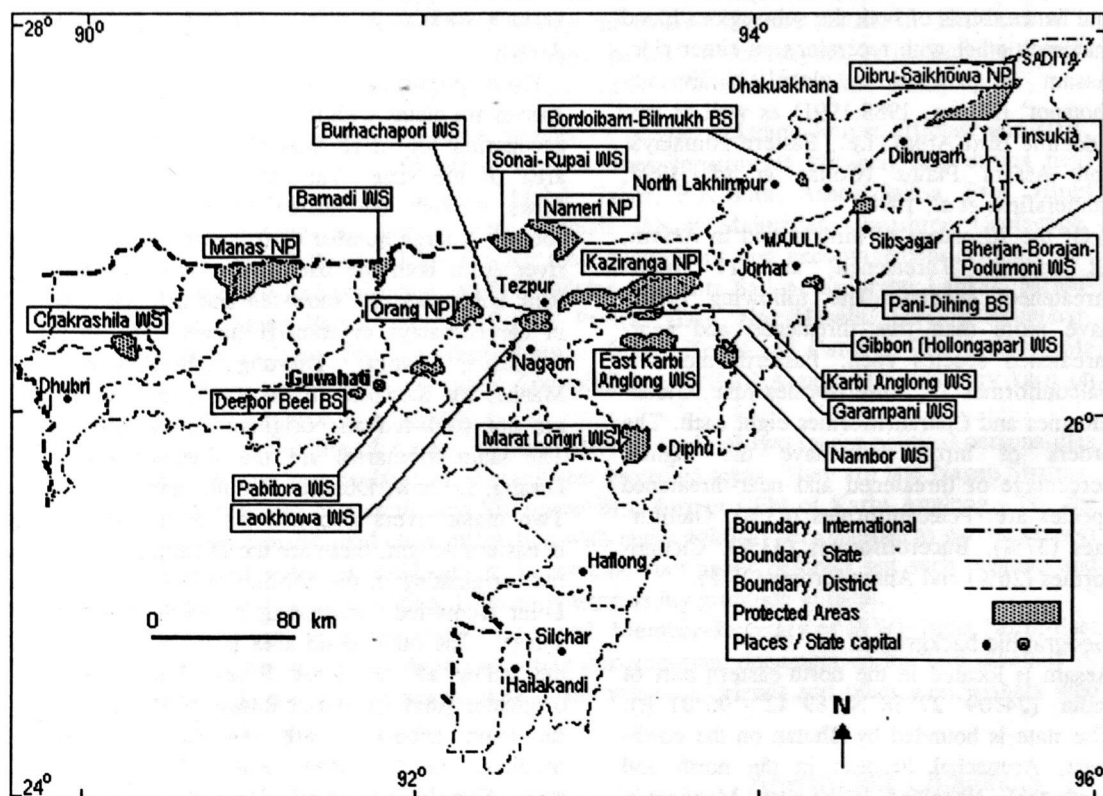 28°
90°
94°
SADIYA
Dibru-Saikhowa NP
Dhakuakhana
Burhachapori WS
Bordoibam-Bilmukh BS
Tinsukia
Sonai-Rupai WS
Dibrugarh
North Lakhimpur
Barnadi WS
Nameri NP
Manas NP
MAJULI
Sibsagar
Kaziranga NP
Jorhat
Bherjan-Borajan-
Podumoni WS
Tezpur
Orang NP
Pani Dihing BS
Chakrashila WS
Gibbon (Hollongapar) WS
Nagaon
East Karbi
Anglong WS
Dhubri
Guwahati
Karbi Anglong WS
Deepor Beel BS
Garampani WS
26°
Marat Longri WS
Diphu
Nambor WS
Pabitora WS
Laokhowa WS
Boundary, International
Boundary, State
Boundary, District
Haflong
Protected Areas
0 80 km
Silchar
Places / State capital
Hailakandi
N
24°
92°
96°